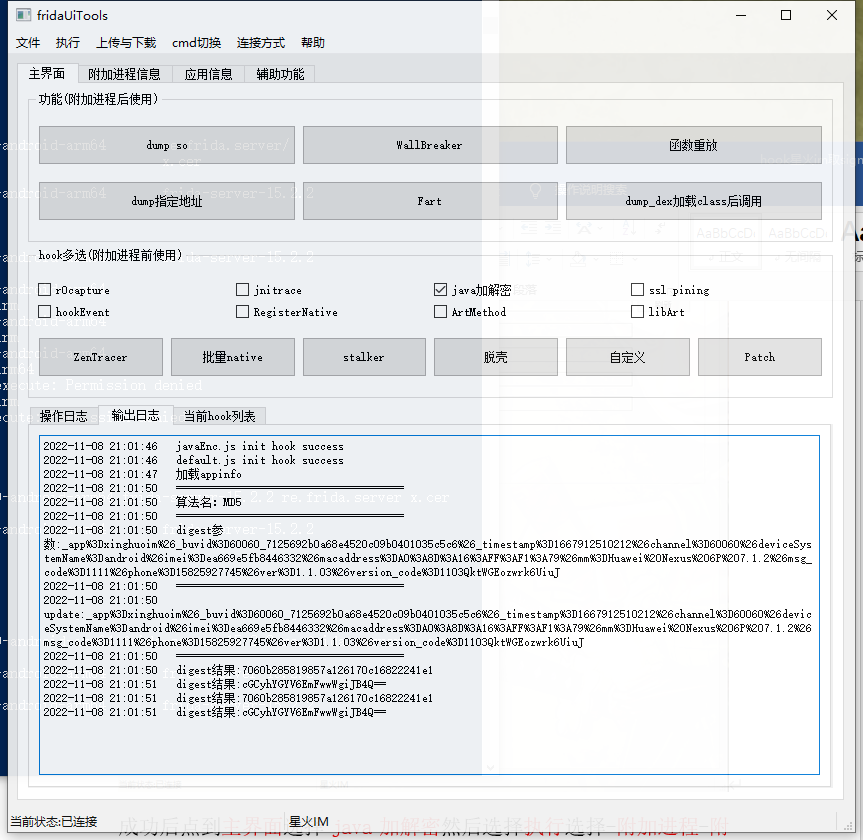 fridaUiTools
文件 执行 上传与下载 cmd切换 连接方式 帮助
主界面 附加进程信息 应用信息 辅助功能
功能(附加进程后使用)
dump so WallBreaker 函数重放
dump指定地址 Fart dump_dex加载class后调用
hook多选(附加进程前使用)
r0capture jnitrace java加解密 ssl pining
hookEvent RegisterNative ArtMethod libArt
ZenTracer 批量native stalker 脱壳 自定义 Patch
操作日志 输出日志 当前hook列表
2022-11-08 21:01:46 javaEnc.js init hook success
2022-11-08 21:01:46 default.js init hook success
2022-11-08 21:01:47 加载appinfo
2022-11-08 21:01:50
2022-11-08 21:01:50 算法名：MD5
2022-11-08 21:01:50
2022-11-08 21:01:50 digest参
数:_app%3Dxinghuoim%26_buvid%3D60060_7125692b0a68e4520c09b0401035c5c6%26_timestamp%3D1667912510212%26channel%3D60060%26deviceSys
temName%3Dandroid%26imei%3Dea669e5fb8446332%26macaddress%3DA0%3A8D%3A16%3AFF%3AF1%3A79%26mm%3DHuawei%20Nexus%206P%207.1.2%26msg_
code%3D1111%26phone%3D15825927745%26ver%3D1.1.03%26version_code%3D1103QktWGEozwrk6UiuJ
2022-11-08 21:01:50
2022-11-08 21:01:50
update:_app%3Dxinghuoim%26_buvid%3D60060_7125692b0a68e4520c09b0401035c5c6%26_timestamp%3D1667912510212%26channel%3D60060%26devic
eSystemName%3Dandroid%26imei%3Dea669e5fb8446332%26macaddress%3DA0%3A8D%3A16%3AFF%3AF1%3A79%26mm%3DHuawei%20Nexus%206P%207.1.2%26
msg_code%3D1111%26phone%3D15825927745%26ver%3D1.1.03%26version_code%3D1103QktWGEozwrk6UiuJ
2022-11-08 21:01:50
2022-11-08 21:01:50 digest结果:7060b285819857a126170c16822241e1
2022-11-08 21:01:51 digest结果:cGCyhYGYV6EmFwwWgiJB4Q==
2022-11-08 21:01:51 digest结果:7060b285819857a126170c16822241e1
2022-11-08 21:01:51 digest结果:cGCyhYGYV6EmFwwWgiJB4Q==
当前状态:已连接 星火IM
成功后点到主界面选择 java 加解密然后选择执行选择-附加进程-附